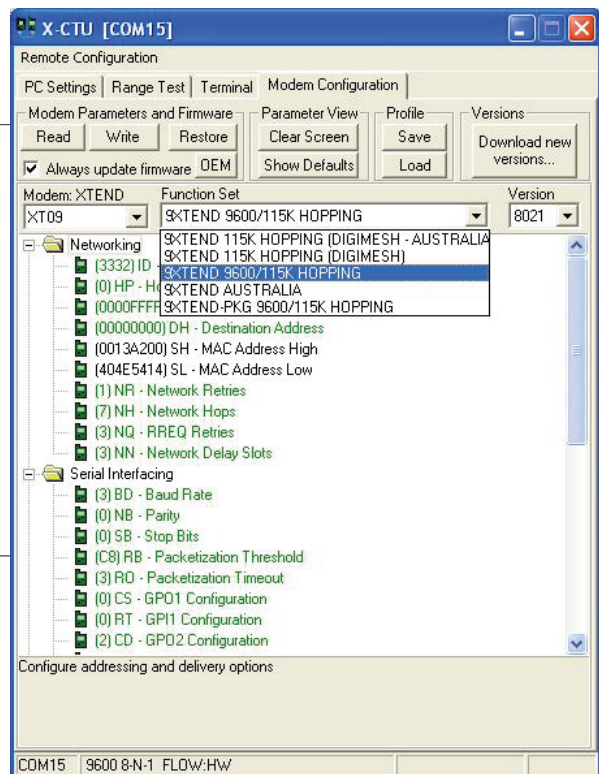 X-CTU [COM15]
Remote Configuration
PC Settings Range Test Terminal Modem Configuration
Modem Parameters and Firmware Parameter View Profile Versions
Read Write Restore Clear Screen Save Download new
versions...
Always update firmware OEM Show Defaults Load
Modem: XTEND Function Set Version
XT09 9XTEND 9600/115K HOPPING 8021
9XTEND 115K HOPPING (DIGIMESH - AUSTRALIA
9XTEND 115K HOPPING (DIGIMESH)
9XTEND 9600/115K HOPPING
9XTEND AUSTRALIA
9XTEND-PKG 9600/115K HOPPING
Networking
(3332) ID
(0) HP -
(0000FFFF
(00000000) DH - Destination Address
(0013A200) SH - MAC Address High
(404E5414) SL - MAC Address Low
(1) NR - Network Retries
(7) NH - Network Hops
(3) NQ - RREQ Retries
(3) NN - Network Delay Slots
Serial Interfacing
(3) BD - Baud Rate
(0) NB - Parity
(0) SB - Stop Bits
(C8) RB - Packetization Threshold
(3) RO - Packetization Timeout
(0) CS - GPO1 Configuration
(0) RT - GPI1 Configuration
(2) CD - GPO2 Configuration
Configure addressing and delivery options
COM15 9600 8-N-1 FLOW:HW